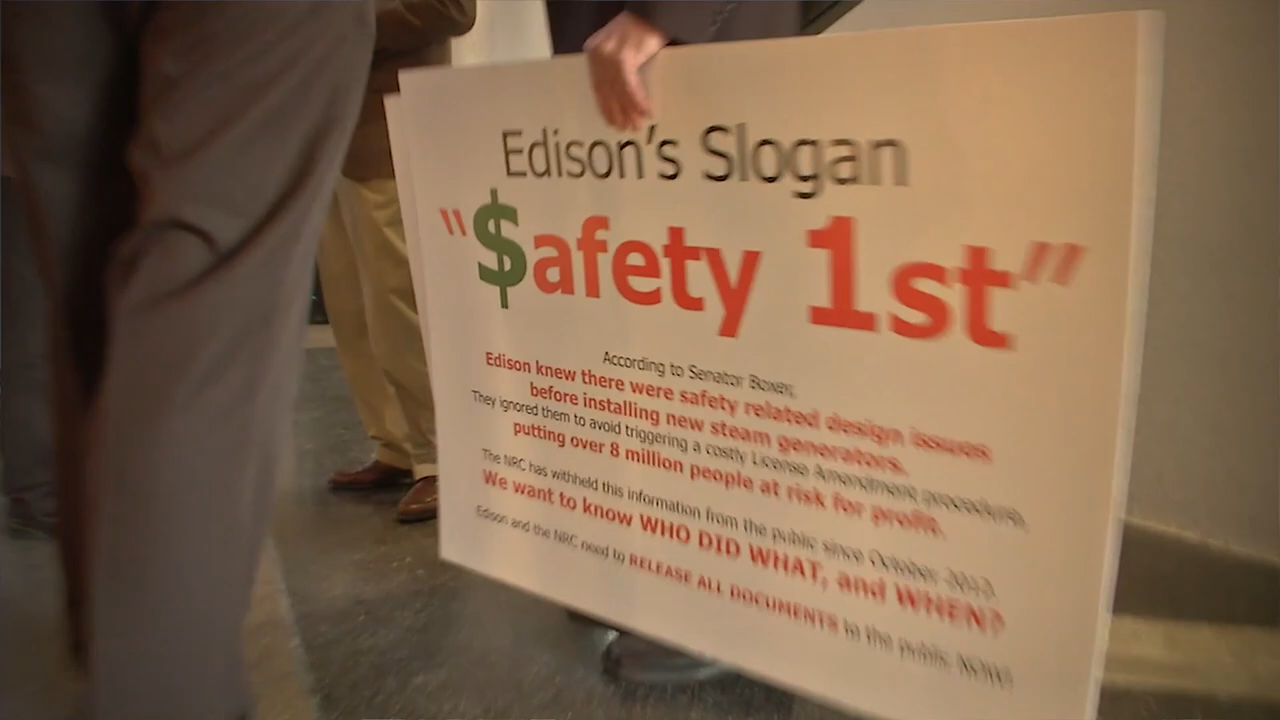 Edison's Slogan
"$afety 1st"
According to Senator Boxer,
Edison knew there were safety related design issues
before installing new steam generators.
They ignored them to avoid triggering a costly License Amendment procedure,
putting over 8 million people at risk for profit.
The NRC has withheld this information from the public since October 2012.
We want to know WHO DID WHAT, and WHEN?
Edison and the NRC need to RELEASE ALL DOCUMENTS to the public NOW!